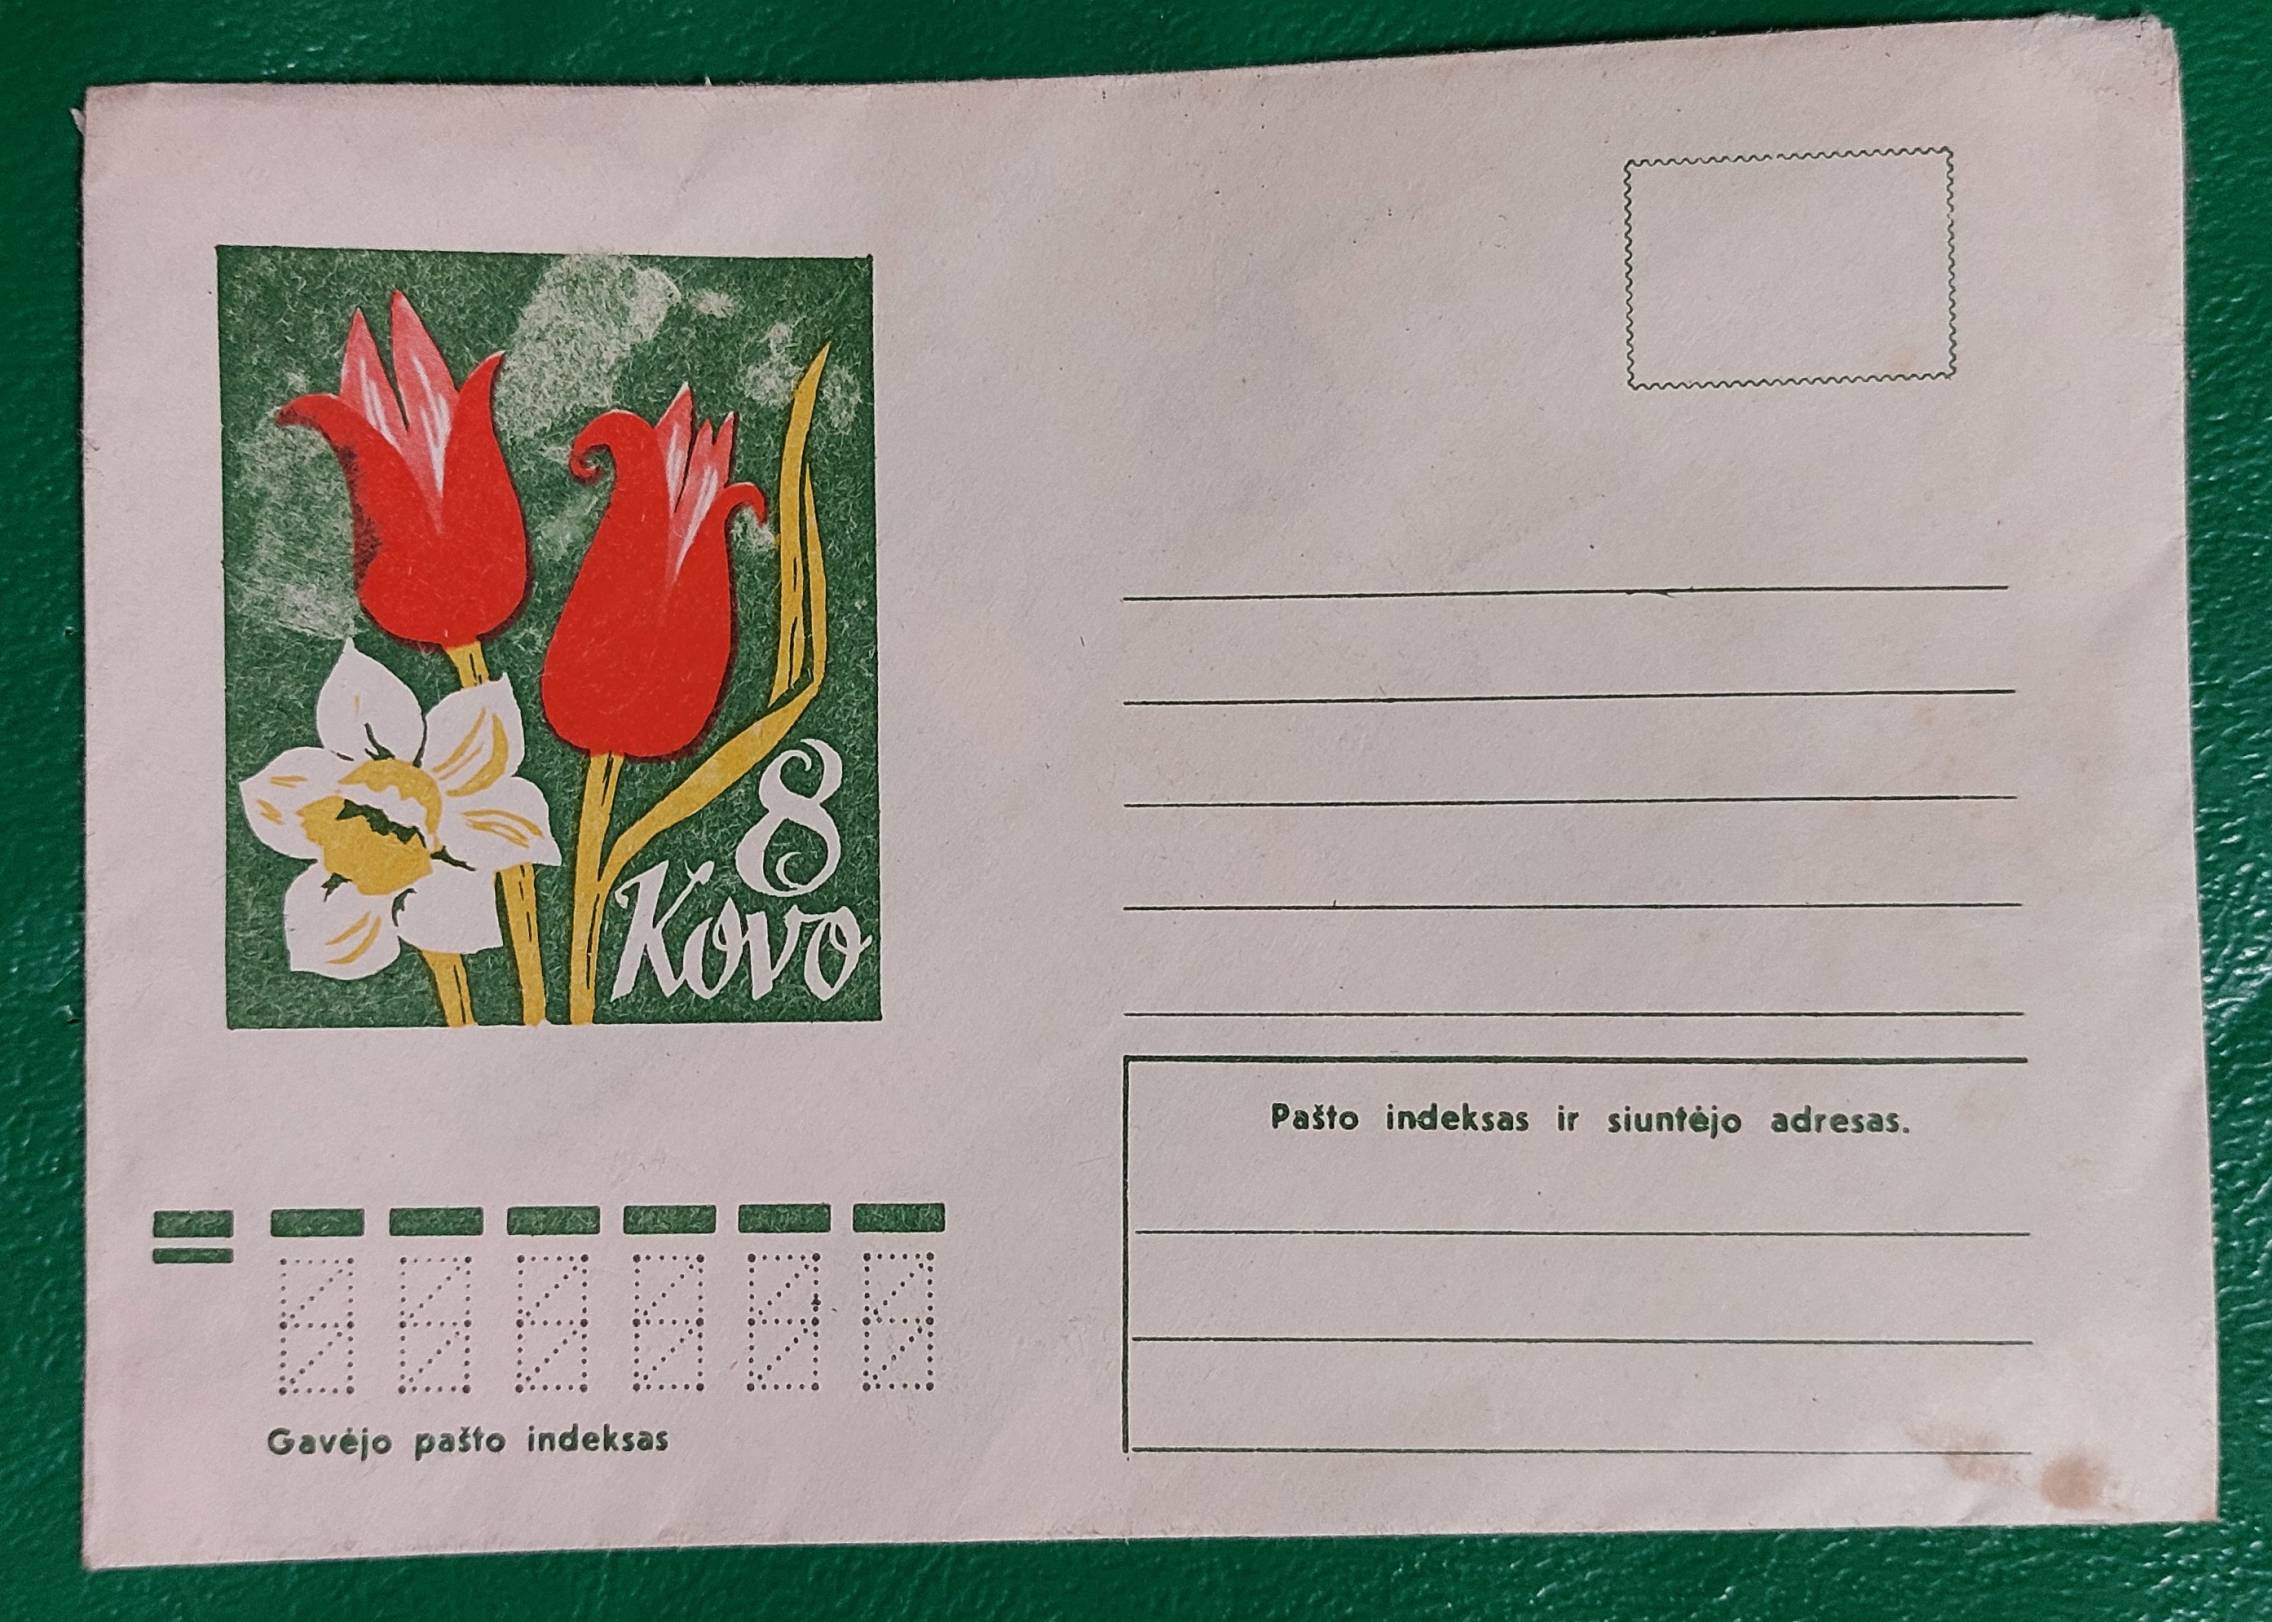 8
Kovo
Pašto indeksas ir siuntėjo adresas.
Gavėjo pašto indeksas